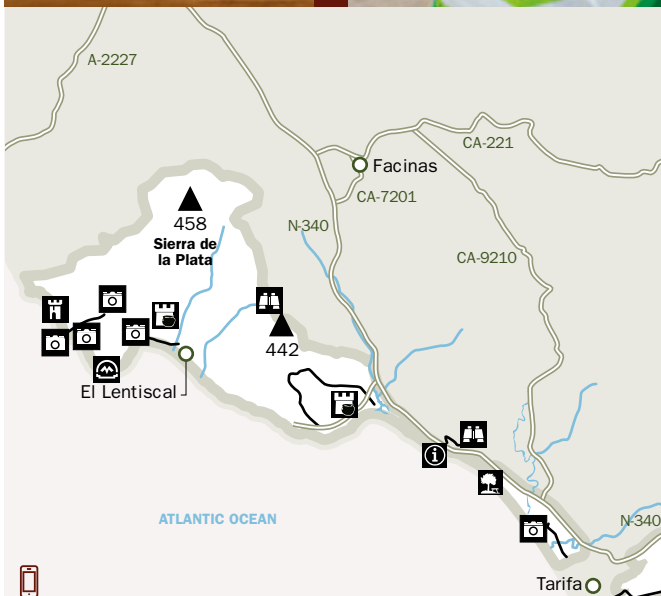 A-2227
CA-221
Facinas
CA-7201
458
Sierra de
la Plata
N-340
CA-9210
442
El Lentiscal
ATLANTIC OCEAN
N-340
Tarifa